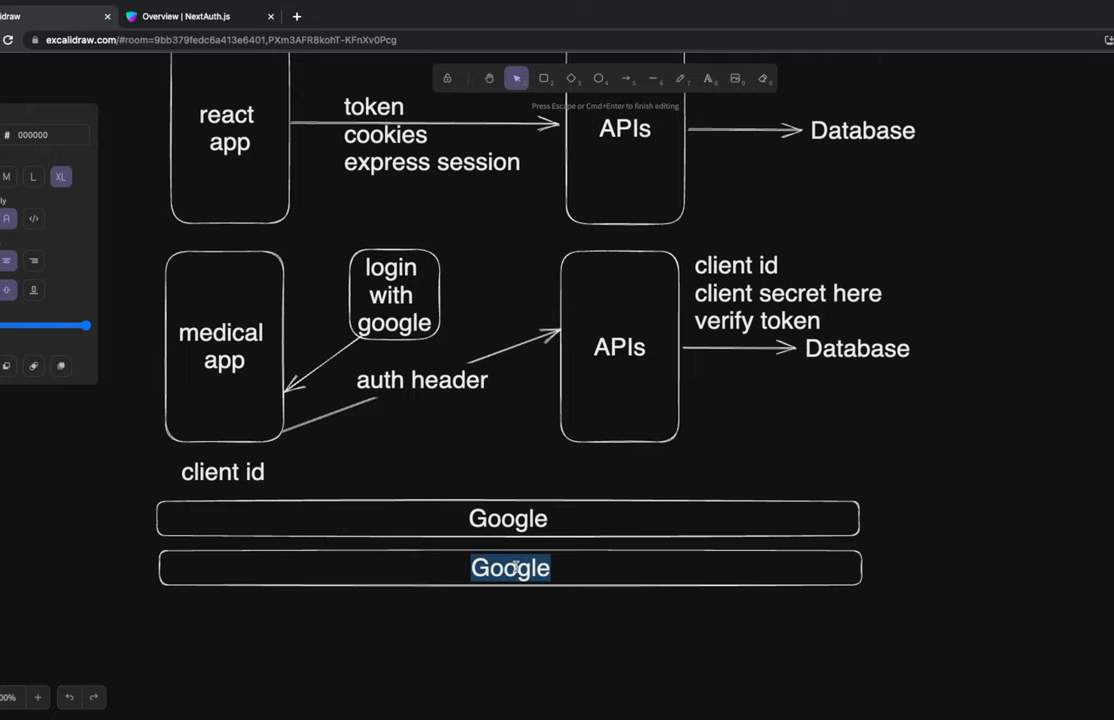 draw
Overview | NextAuth.js
excalidraw.com/#room=9bb379fedc6a413e6401,PXm3AFR8kohT-KFnXv0Pcg
Press Escape or Cmd+Enter to finish editing
# 000000
M L XL
ly
react
app
token
cookies
express session
APIs
Database
medical
app
login
with
google
auth header
APIs
client id
client secret here
verify token
Database
client id
Google
Google
00%